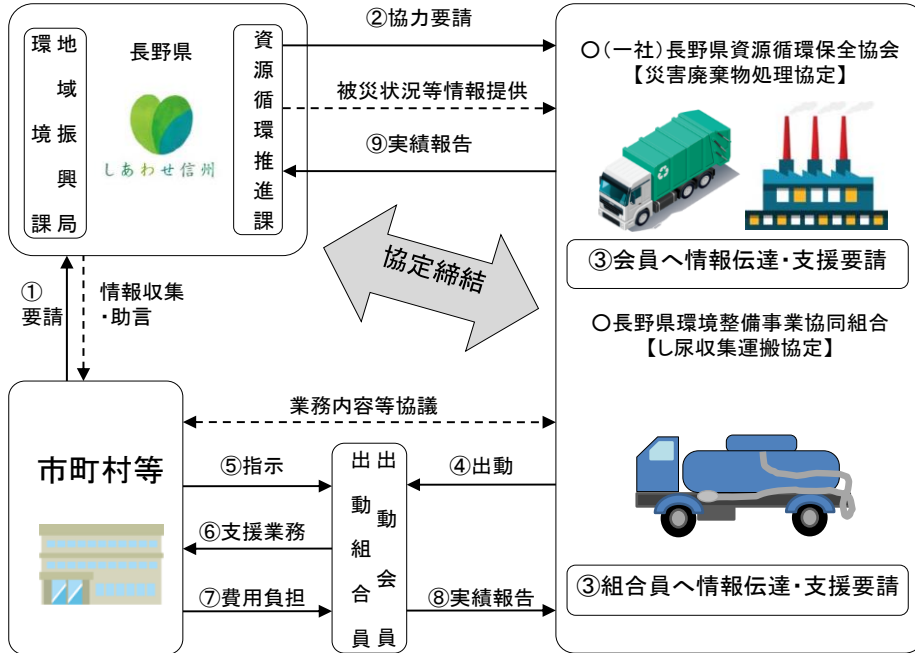 長野県
地域振興局
環境課
資源循環推進課
しあわせ信州
②協力要請
被災状況等情報提供
⑨実績報告
協定締結
○(一社)長野県資源循環保全協会
【災害廃棄物処理協定】
③会員へ情報伝達・支援要請
○長野県環境整備事業協同組合
【し尿収集運搬協定】
③組合員へ情報伝達・支援要請
①
要請
情報収集
・助言
市町村等
業務内容等協議
⑤指示
④出動
⑥支援業務
⑦費用負担
⑧実績報告
出動会員
出動組合員